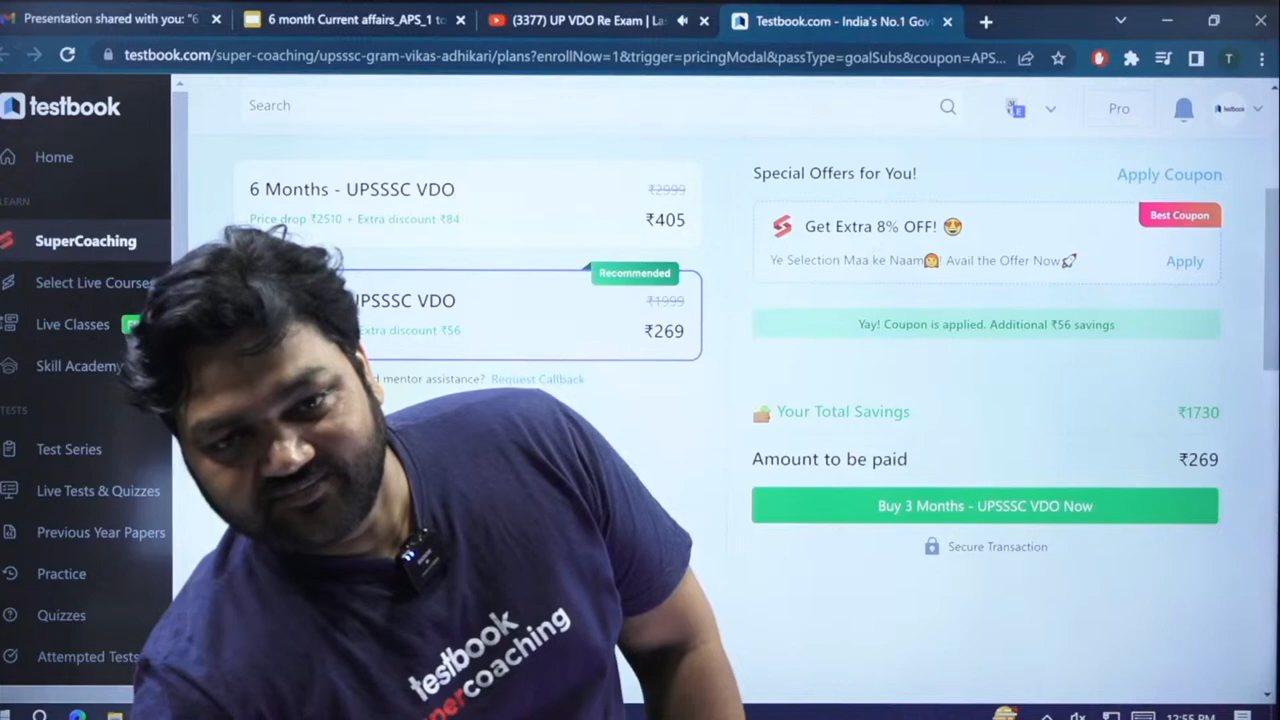 Presentation shared with you: "6
6 month Current affairs_APS_1 to
(3377) UP VDO Re Exam | La
Testbook.com - India's No.1 Gov
testbook.com/super-coaching/upsssc-gram-vikas-adhikari/plans?enrollNow=1&trigger=pricingModal&passType=goalSubs&coupon=APS...
T
testbook
Search
E
Pro
testbook
Home
LEARN
SuperCoaching
Select Live Course
Live Classes
Skill Academy
TESTS
Test Series
Live Tests & Quizzes
Previous Year Papers
Practice
Quizzes
Attempted Tests
6 Months - UPSSSC VDO
₹2999
Price drop ₹2510 + Extra discount ₹84
₹405
Recommended
UPSSSC VDO
₹1999
Extra discount ₹56
₹269
mentor assistance? Request Callback
Special Offers for You!
Apply Coupon
Best Coupon
Get Extra 8% OFF! 😍
Ye Selection Maa ke Naam👩! Avail the Offer Now🚀
Apply
Yay! Coupon is applied. Additional ₹56 savings
Your Total Savings
₹1730
Amount to be paid
₹269
Buy 3 Months - UPSSSC VDO Now
Secure Transaction
testbook
supercoaching
12:55 PM